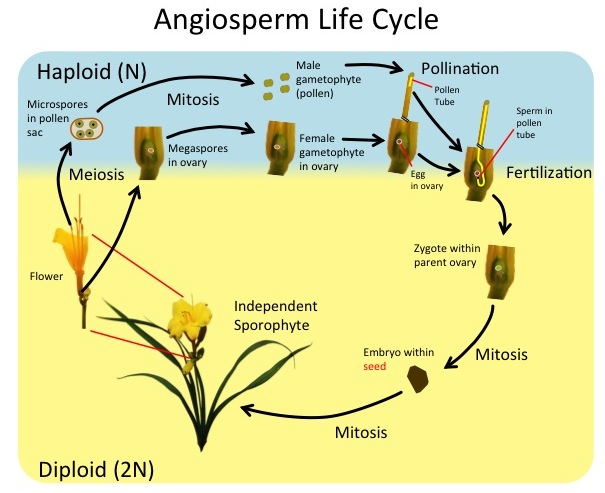 Angiosperm Life Cycle
Haploid (N)
Male
gametophyte
(pollen)
Pollination
Microspores
in pollen
sac
Mitosis
Pollen
Tube
Sperm in
pollen
tube
Megaspores
in ovary
Female
gametophyte
in ovary
Meiosis
Egg
in ovary
Fertilization
Flower
Zygote within
parent ovary
Independent
Sporophyte
Embryo within
seed
Mitosis
Mitosis
Diploid (2N)